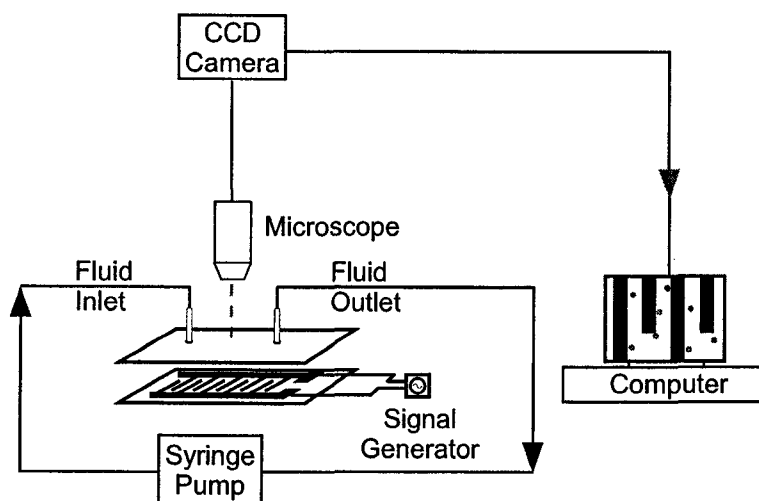 CCD
Camera
Microscope
Fluid
Inlet
Fluid
Outlet
Signal
Generator
Computer
Syringe
Pump